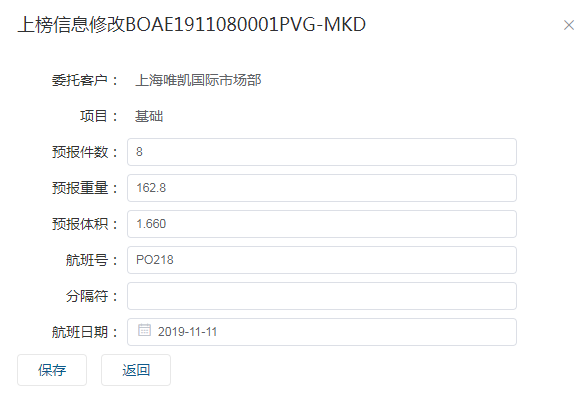 上榜信息修改BOAE1911080001PVG-MKD
委托客户： 上海唯凯国际市场部
项目： 基础
预报件数： 8
预报重量： 162.8
预报体积： 1.660
航班号： PO218
分隔符：
航班日期： 2019-11-11
保存 返回